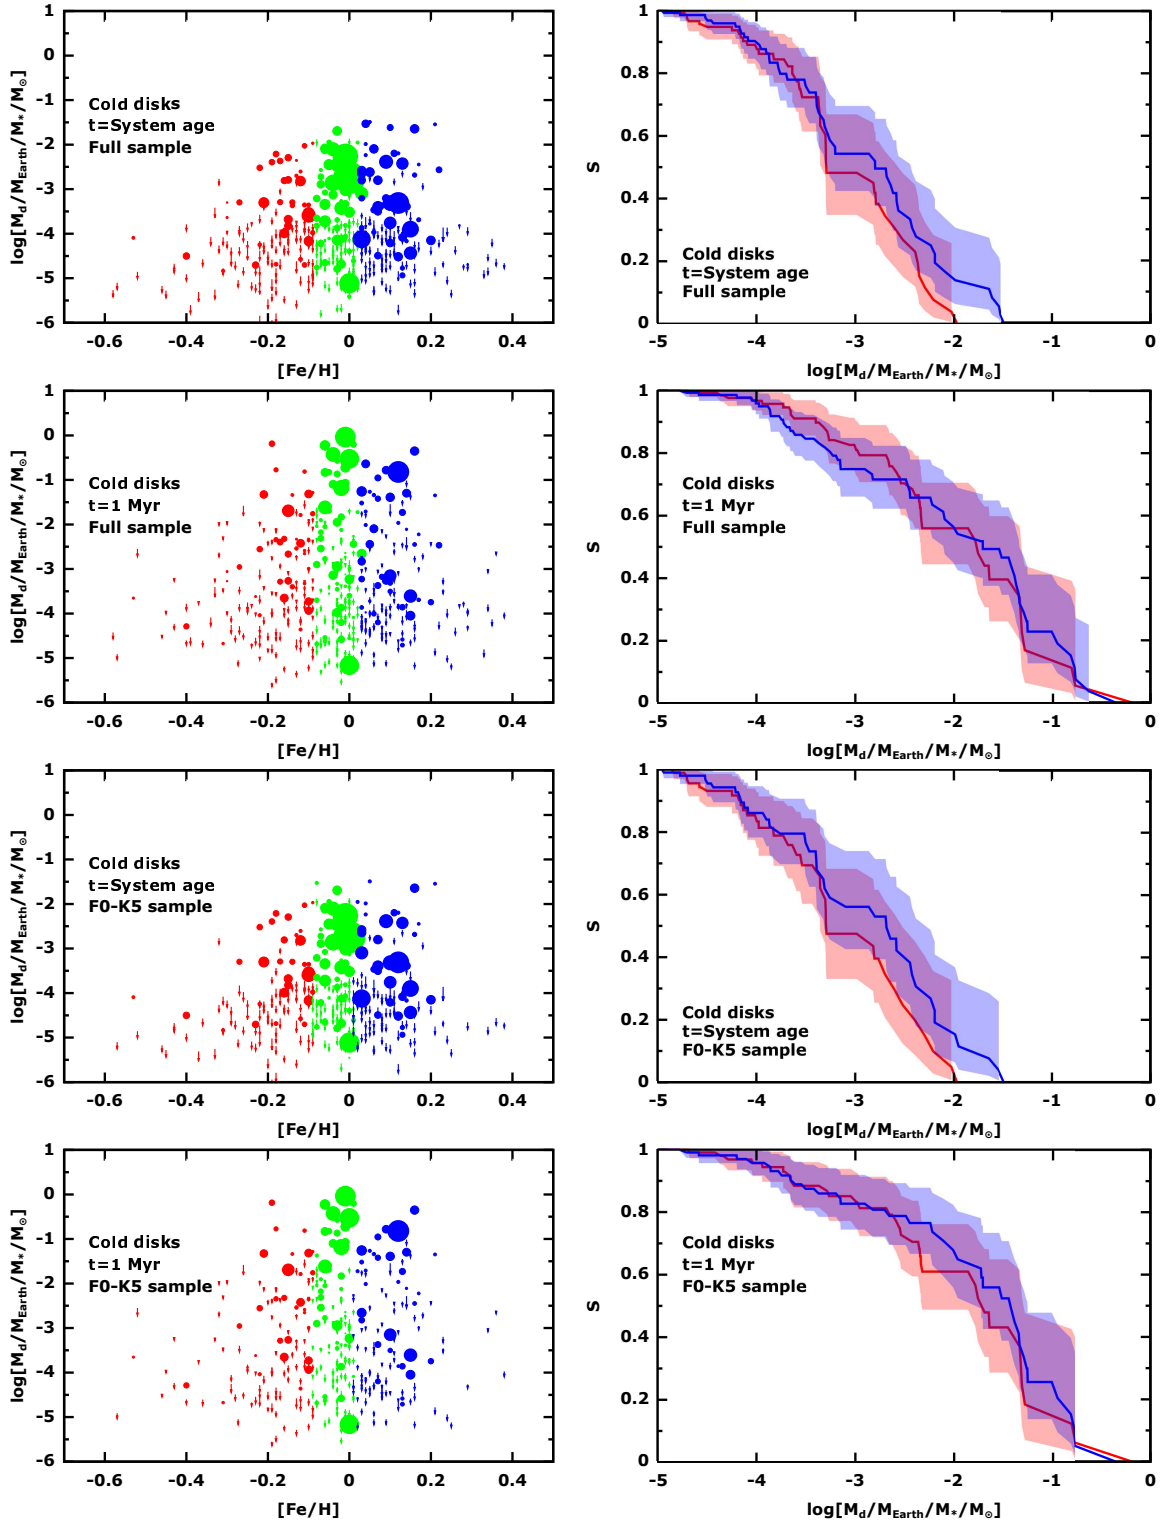 1
0
-1
-2
-3
-4
-5
-6
log[M_d/M_Earth/M_*/M_⊙]
Cold disks
t=System age
Full sample
-0.6 -0.4 -0.2 0 0.2 0.4
[Fe/H]
1
0.8
0.6
0.4
0.2
0
S
Cold disks
t=System age
Full sample
-5 -4 -3 -2 -1 0
log[M_d/M_Earth/M_*/M_⊙]
1
0
-1
-2
-3
-4
-5
-6
log[M_d/M_Earth/M_*/M_⊙]
Cold disks
t=1 Myr
Full sample
-0.6 -0.4 -0.2 0 0.2 0.4
[Fe/H]
1
0.8
0.6
0.4
0.2
0
S
Cold disks
t=1 Myr
Full sample
-5 -4 -3 -2 -1 0
log[M_d/M_Earth/M_*/M_⊙]
1
0
-1
-2
-3
-4
-5
-6
log[M_d/M_Earth/M_*/M_⊙]
Cold disks
t=System age
F0-K5 sample
-0.6 -0.4 -0.2 0 0.2 0.4
[Fe/H]
1
0.8
0.6
0.4
0.2
0
S
Cold disks
t=System age
F0-K5 sample
-5 -4 -3 -2 -1 0
log[M_d/M_Earth/M_*/M_⊙]
1
0
-1
-2
-3
-4
-5
-6
log[M_d/M_Earth/M_*/M_⊙]
Cold disks
t=1 Myr
F0-K5 sample
-0.6 -0.4 -0.2 0 0.2 0.4
[Fe/H]
1
0.8
0.6
0.4
0.2
0
S
Cold disks
t=1 Myr
F0-K5 sample
-5 -4 -3 -2 -1 0
log[M_d/M_Earth/M_*/M_⊙]